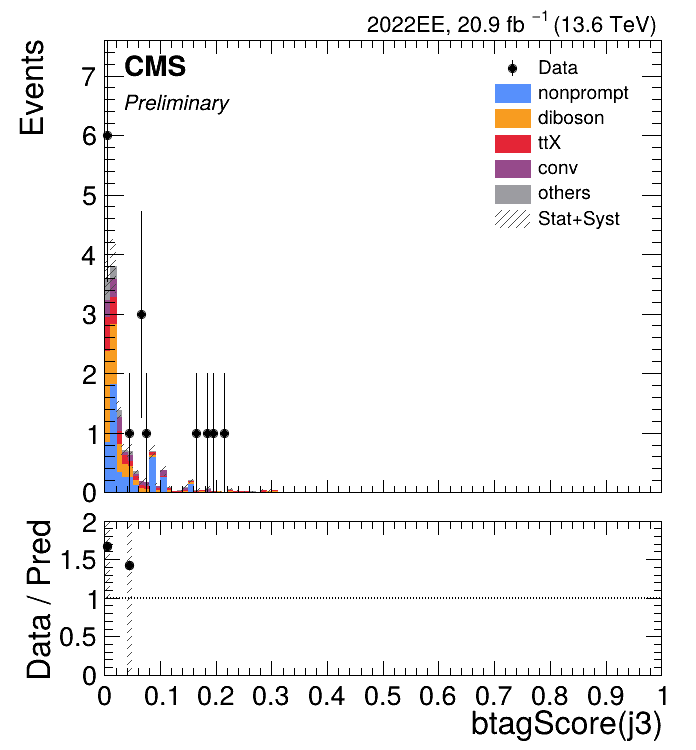 2022EE, 20.9 fb⁻¹ (13.6 TeV)
CMS
Preliminary
Events
7
6
5
4
3
2
1
0
Data
nonprompt
diboson
ttX
conv
others
Stat+Syst
Data / Pred
2
1.5
1
0.5
0
0 0.1 0.2 0.3 0.4 0.5 0.6 0.7 0.8 0.9 1
btagScore(j3)